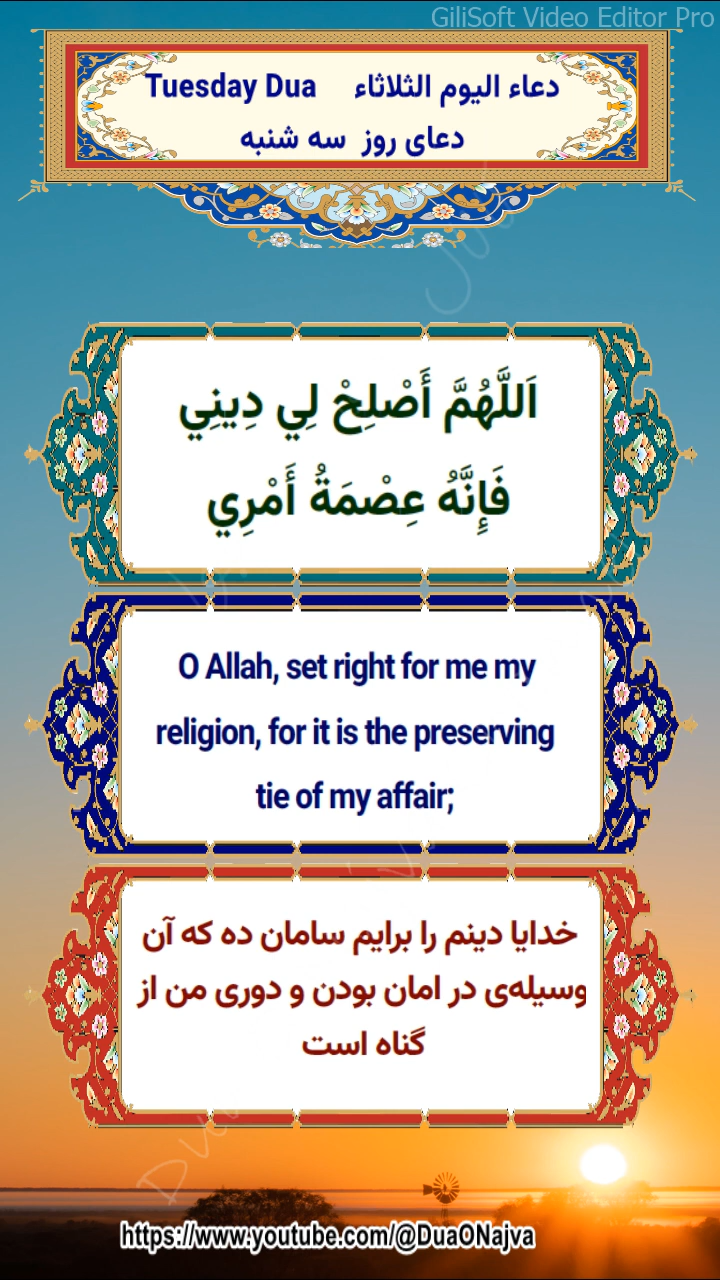 GiliSoft Video Editor Pro
Tuesday Dua دعاء اليوم الثلاثاء
دعای روز سه شنبه
اَللَّهُمَّ أَصْلِحْ لِي دِينِي
فَإِنَّهُ عِصْمَةُ أَمْرِي
O Allah, set right for me my
religion, for it is the preserving
tie of my affair;
خدایا دینم را برایم سامان ده که آن
وسیله‌ی در امان بودن و دوری من از
گناه است
https://www.youtube.com/@DuaONajva